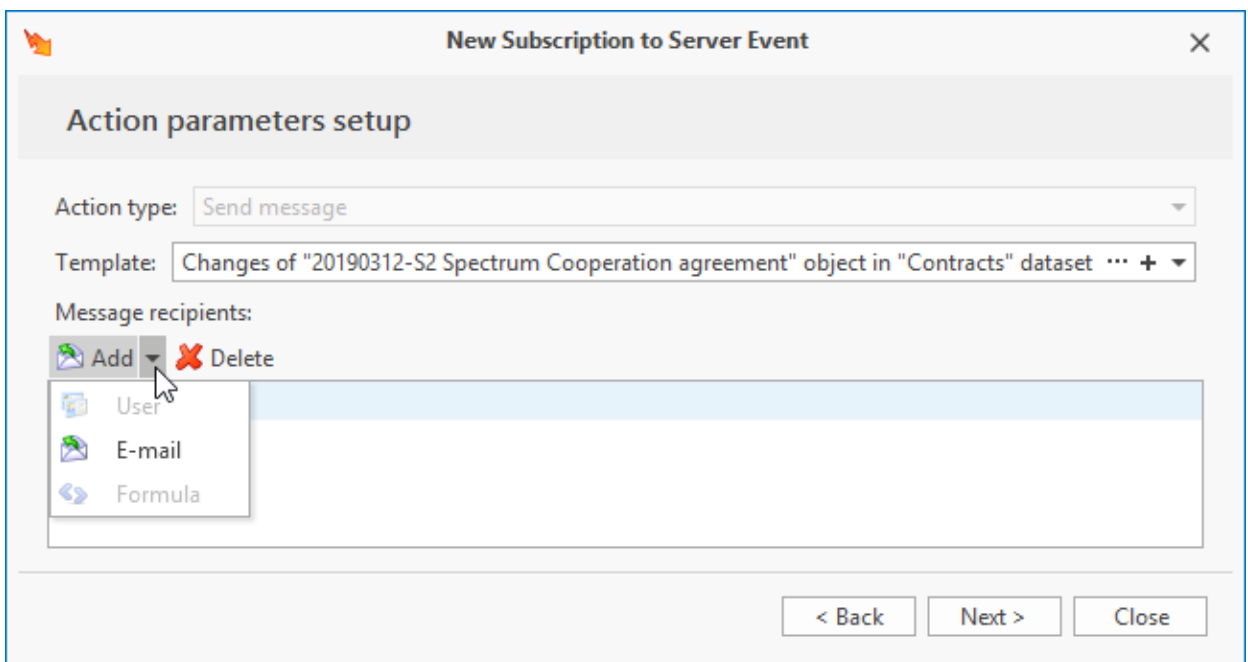 New Subscription to Server Event
Action parameters setup
Action type: Send message
Template: Changes of "20190312-S2 Spectrum Cooperation agreement" object in "Contracts" dataset
Message recipients:
Add Delete
User
E-mail
Formula
< Back Next > Close